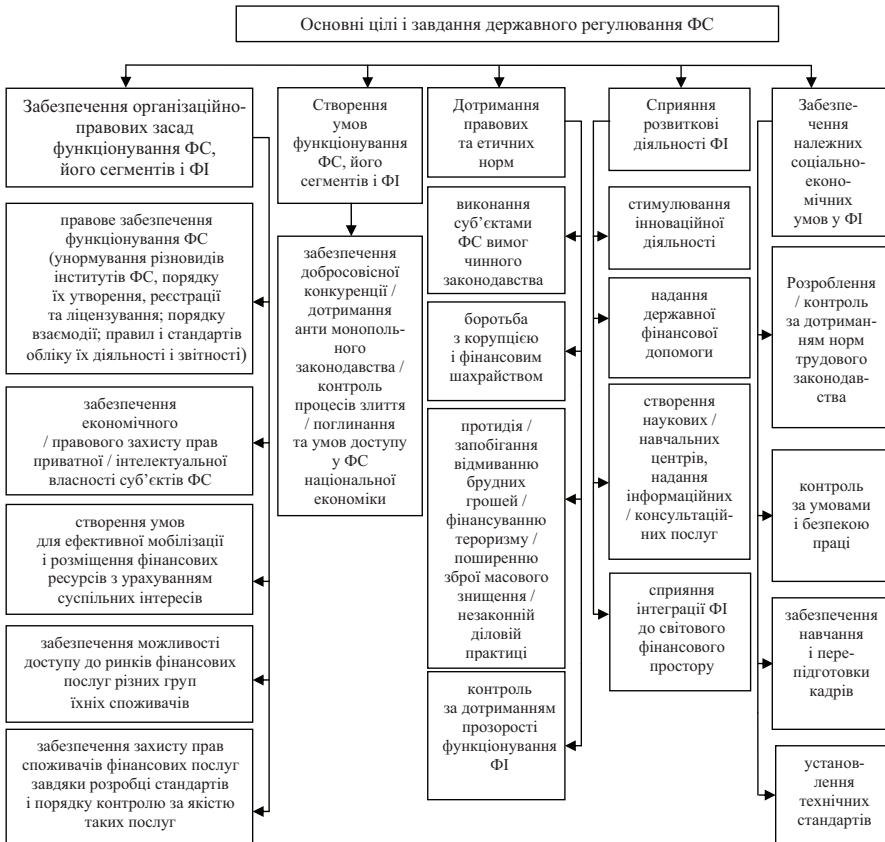 Основні цілі і завдання державного регулювання ФС
Забезпечення організаційно-
правових засад
функціонування ФС,
його сегментів і ФІ
правове забезпечення
функціонування ФС
(унормування різновидів
інститутів ФС, порядку
їх утворення, реєстрації
та ліцензування; порядку
взаємодії; правил і стандартів
обліку їх діяльності і звітності)
забезпечення
економічного
/ правового захисту прав
приватної / інтелектуальної
власності суб’єктів ФС
створення умов
для ефективної мобілізації
і розміщення фінансових
ресурсів з урахуванням
суспільних інтересів
забезпечення можливості
доступу до ринків фінансових
послуг різних груп
їхніх споживачів
забезпечення захисту прав
споживачів фінансових послуг
завдяки розробці стандартів
і порядку контролю за якістю
таких послуг
Створення
умов
функціонування
ФС, його
сегментів і ФІ
забезпечення
добросовісної
конкуренції /
дотримання
анти монополь-
ного
законодавства /
контроль
процесів злиття
/ поглинання
та умов доступу
у ФС
національної
економіки
Дотримання
правових
та етичних
норм
виконання
суб’єктами
ФС вимог
чинного
законодавства
боротьба
з корупцією
і фінансовим
шахрайством
протидія /
запобігання
відмиванню
брудних
грошей /
фінансуванню
тероризму /
поширенню
зброї масового
знищення /
незаконній
діловій
практиці
контроль
за дотриманням
прозорості
функціонування
ФІ
Сприяння
розвиткові
діяльності ФІ
стимулювання
інноваційної
діяльності
надання
державної
фінансової
допомоги
створення
наукових /
навчальних
центрів,
надання
інформаційних
/ консультацій-
них послуг
сприяння
інтеграції ФІ
до світового
фінансового
простору
Забезпе-
чення
належних
соціально-
еконо-
мічних
умов у ФІ
Розроблення
/ контроль
за дотриман-
ням норм
трудового
законодав-
ства
контроль
за умовами
і безпекою
праці
забезпечення
навчання
і пере-
підготовки
кадрів
установ-
лення
технічних
стандартів